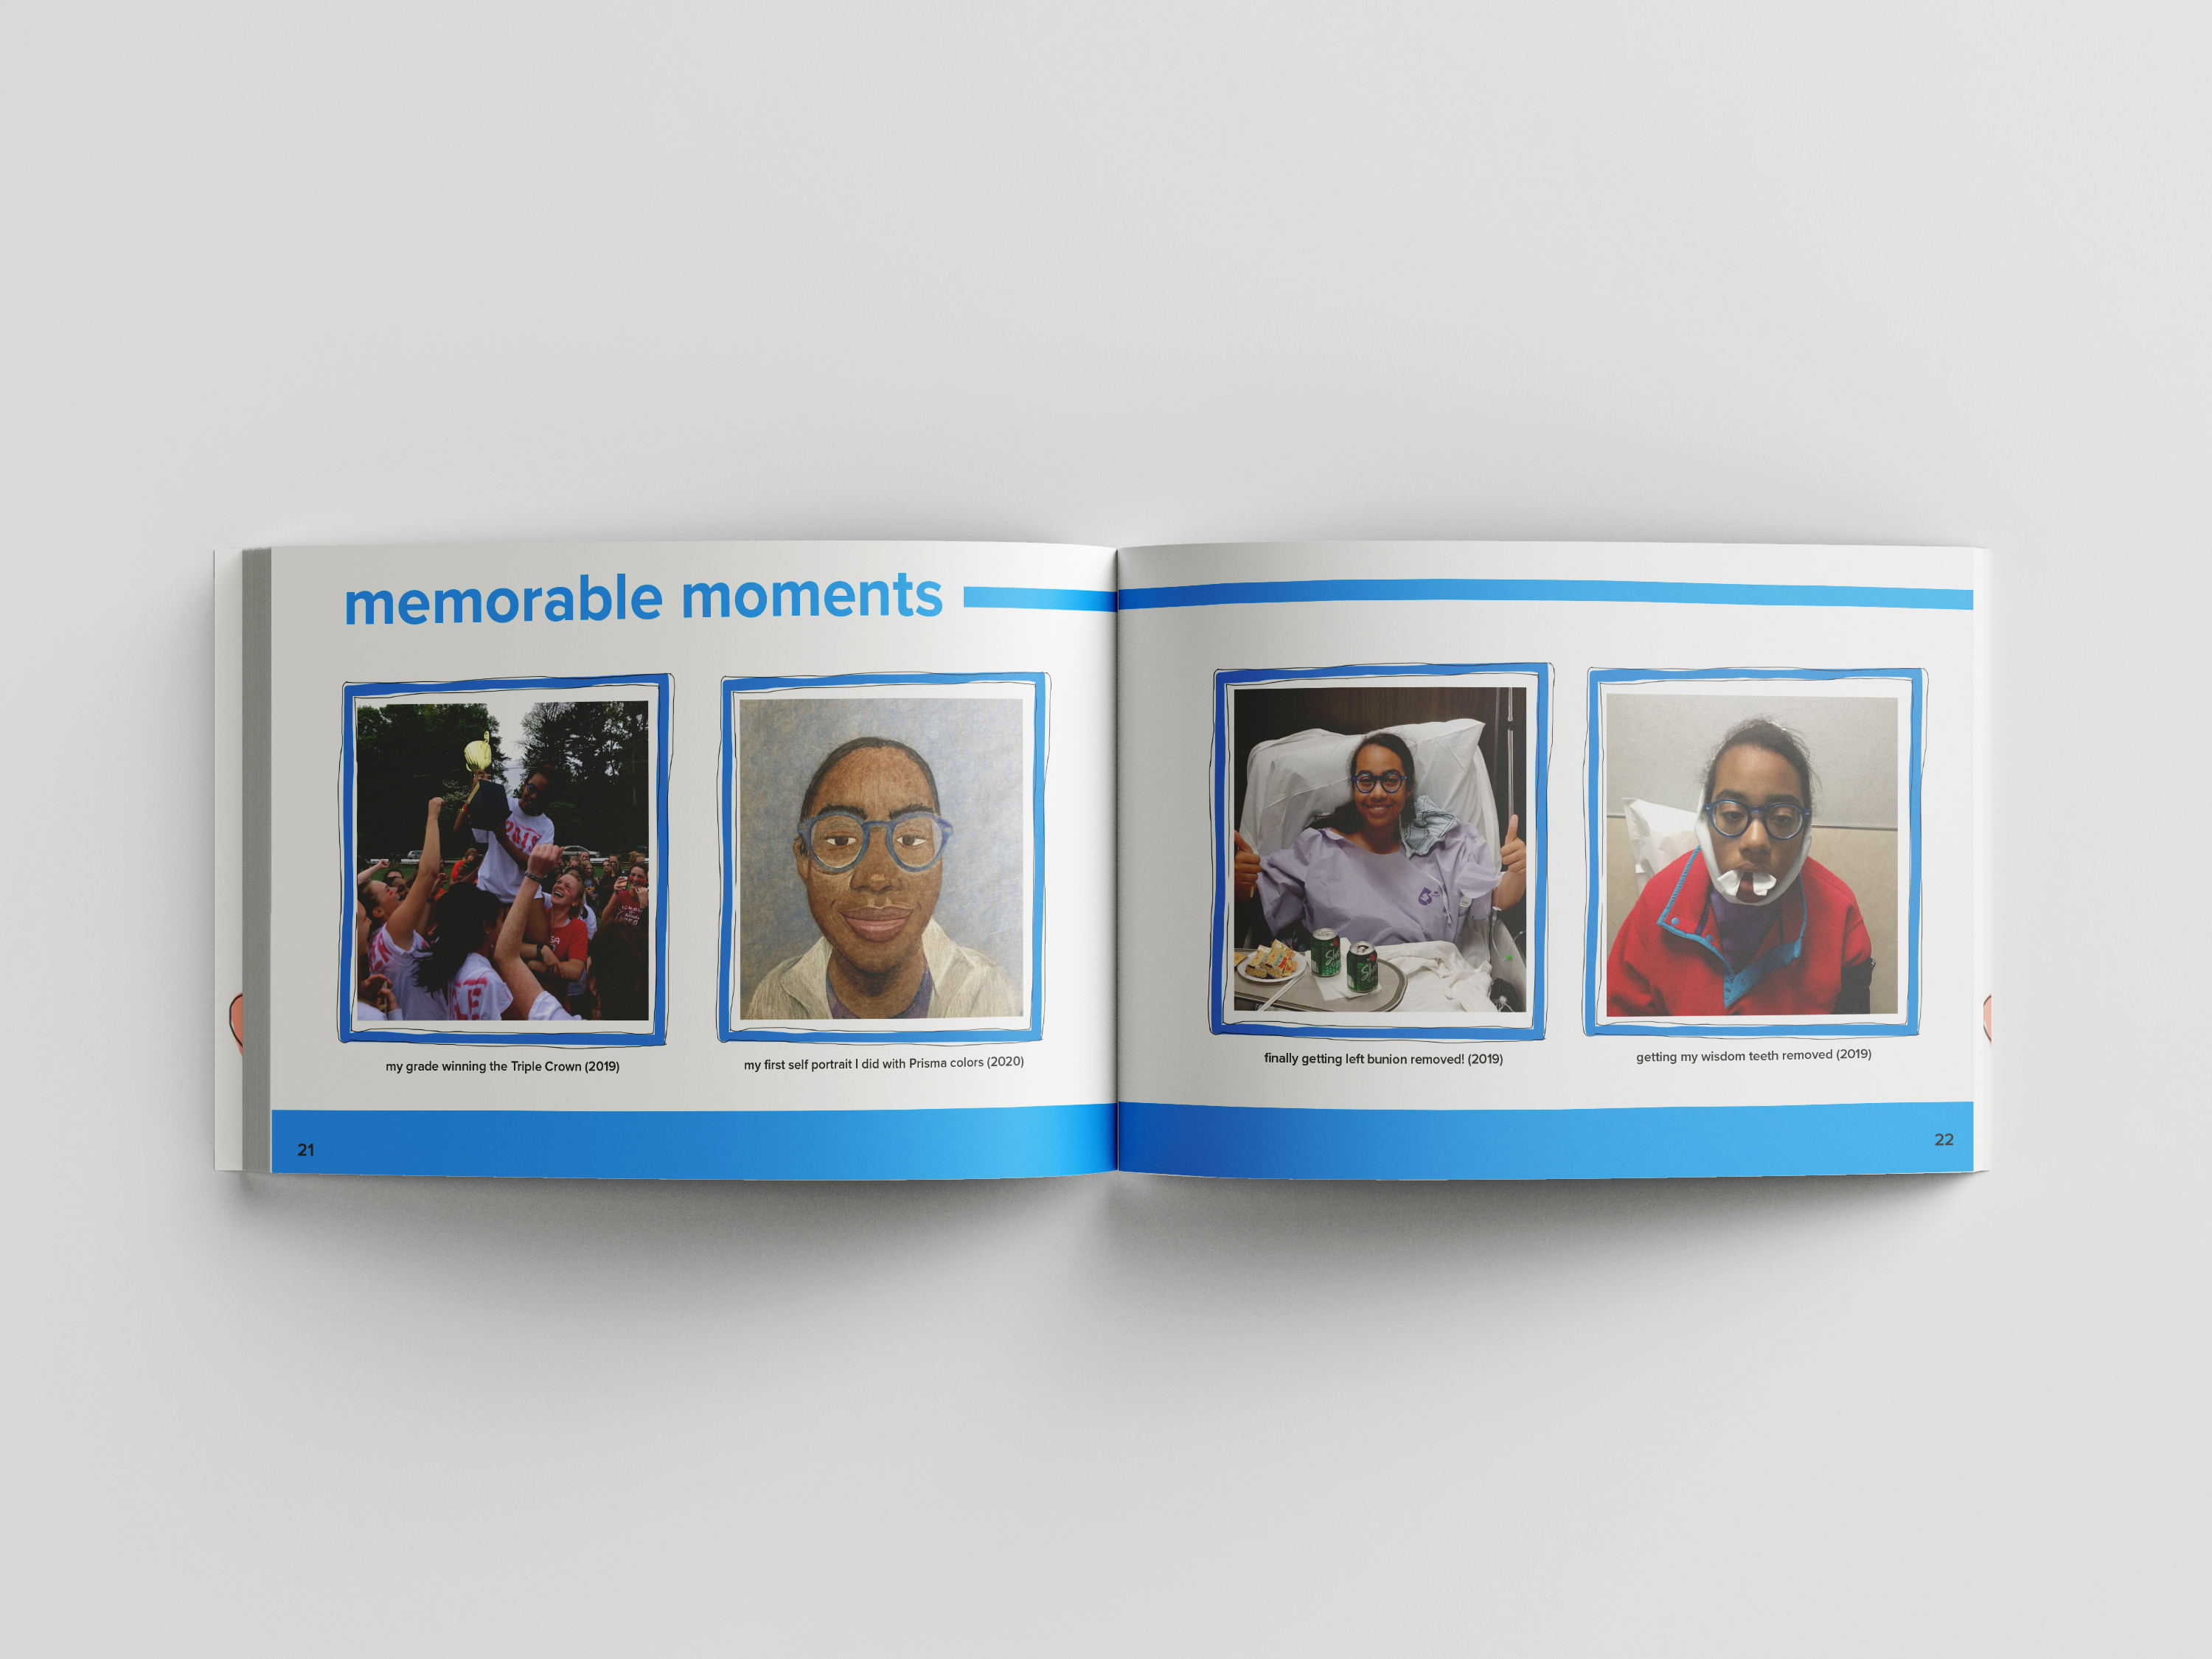 memorable moments
my grade winning the Triple Crown (2019)
my first self portrait I did with Prisma colors (2020)
finally getting left bunion removed! (2019)
getting my wisdom teeth removed (2019)
21
22